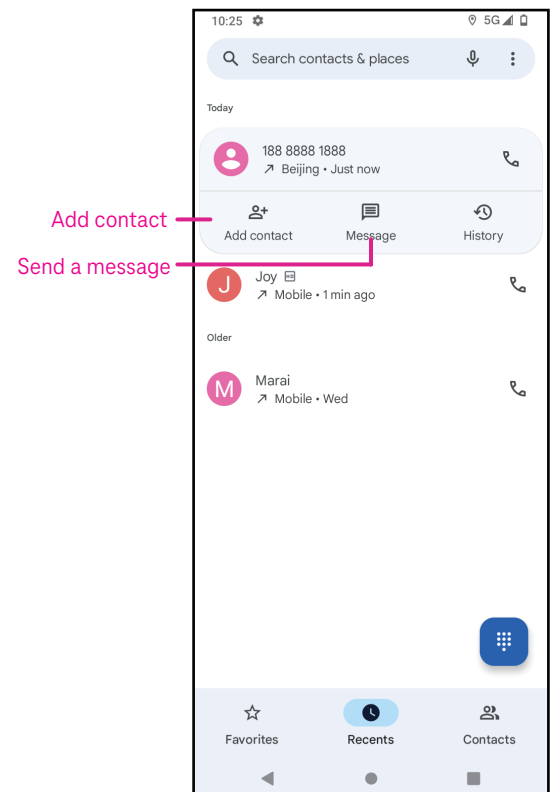 10:25
5G
Search contacts & places
Today
188 8888 1888
Beijing • Just now
Add contact
Add contact
Message
History
Send a message
Joy
Mobile • 1 min ago
Older
M
Marai
Mobile • Wed
J
Favorites
Recents
Contacts